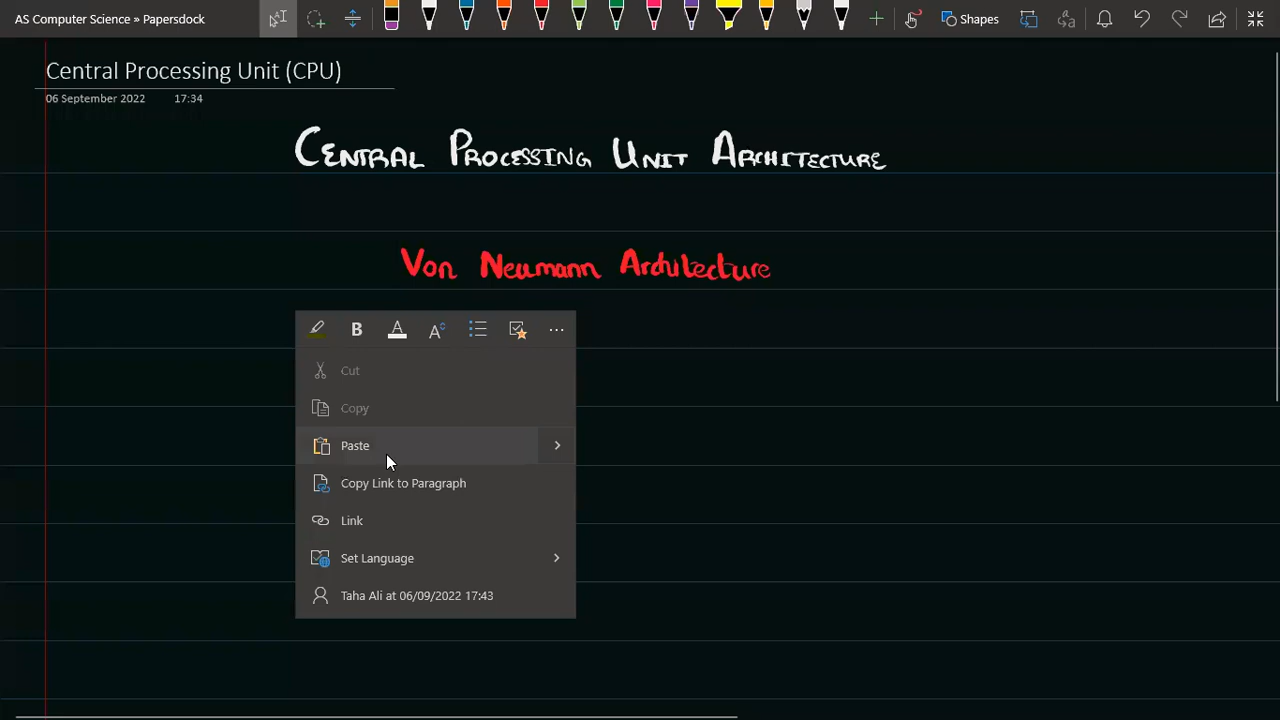 AS Computer Science » Papersdock
Shapes
Central Processing Unit (CPU)
06 September 2022 17:34
CENTRAL PROCESSING UNIT ARCHITECTURE
Von Neumann Architecture
B A A
Cut
Copy
Paste
Copy Link to Paragraph
Link
Set Language
Taha Ali at 06/09/2022 17:43